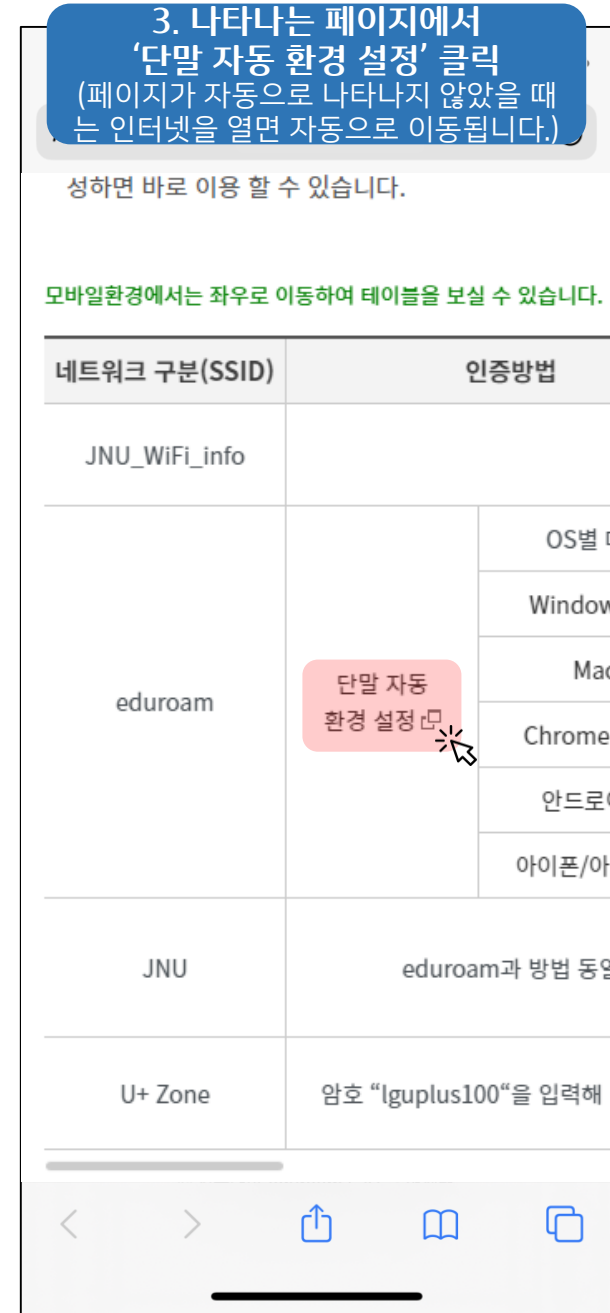 3. 나타나는 페이지에서
‘단말 자동 환경 설정’ 클릭
(페이지가 자동으로 나타나지 않았을 때
는 인터넷을 열면 자동으로 이동됩니다.)
성하면 바로 이용 할 수 있습니다.
모바일환경에서는 좌우로 이동하여 테이블을 보실 수 있습니다.
네트워크 구분(SSID) 인증방법
JNU_WiFi_info
OS별
Window
eduroam
단말 자동
환경 설정
Mac
Chrome
안드로이
아이폰/아
JNU eduroam과 방법 동일
U+ Zone 암호 “lguplus100“을 입력해